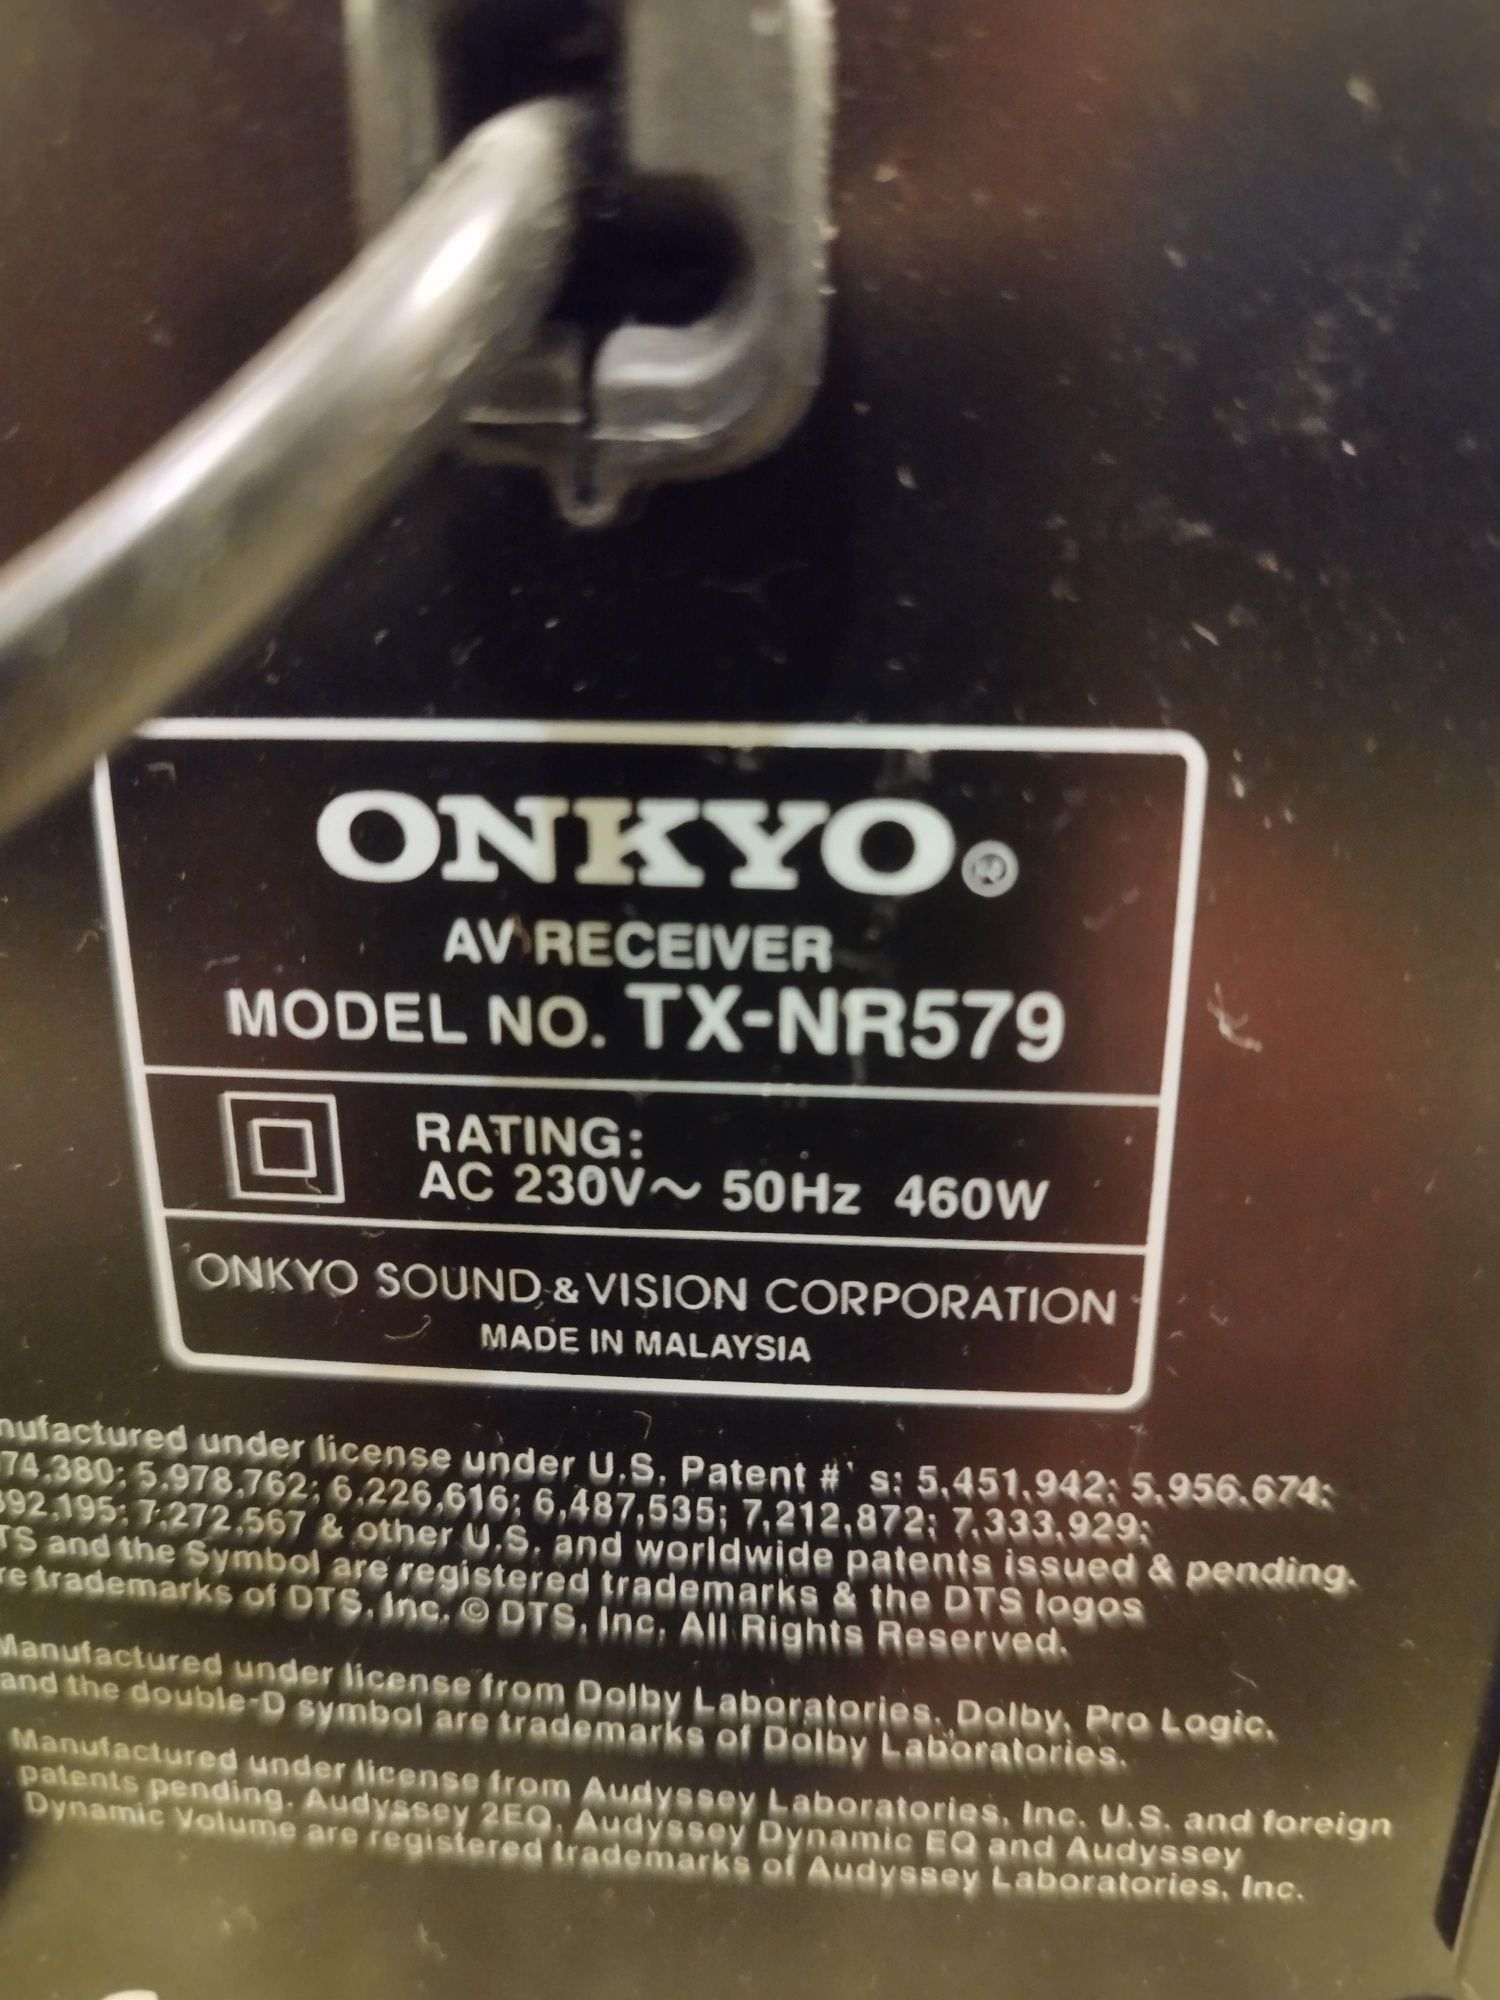 ONKYO®
AV RECEIVER
MODEL NO. TX-NR579
RATING:
AC 230V~ 50Hz 460W
ONKYO SOUND & VISION CORPORATION
MADE IN MALAYSIA
nufactured under license under U.S. Patent #' s: 5,451,942; 5,956,674;
74,380; 5,978,762; 6,226,616; 6,487,535; 7,212,872; 7,333,929;
92,195; 7,272,567 & other U.S. and worldwide patents issued & pending.
TS and the Symbol are registered trademarks & the DTS logos
re trademarks of DTS, Inc. © DTS, Inc. All Rights Reserved.
Manufactured under license from Dolby Laboratories. Dolby, Pro Logic,
and the double-D symbol are trademarks of Dolby Laboratories.
Manufactured under license from Audyssey Laboratories, Inc. U.S. and foreign
patents pending. Audyssey 2EQ, Audyssey Dynamic EQ and Audyssey
Dynamic Volume are registered trademarks of Audyssey Laboratories, Inc.